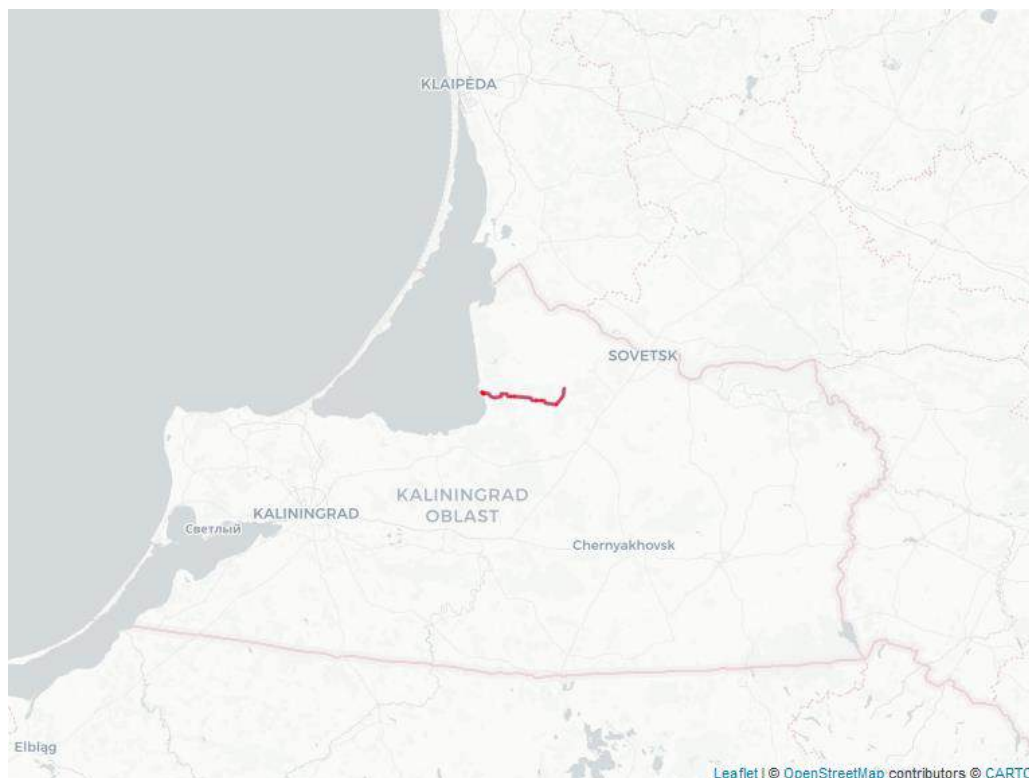 KLAIPĖDA
SOVETSK
KALININGRAD
OBLAST
KALININGRAD
Светлый
Chernyakhovsk
Elbląg
Leaflet | © OpenStreetMap contributors © CARTO